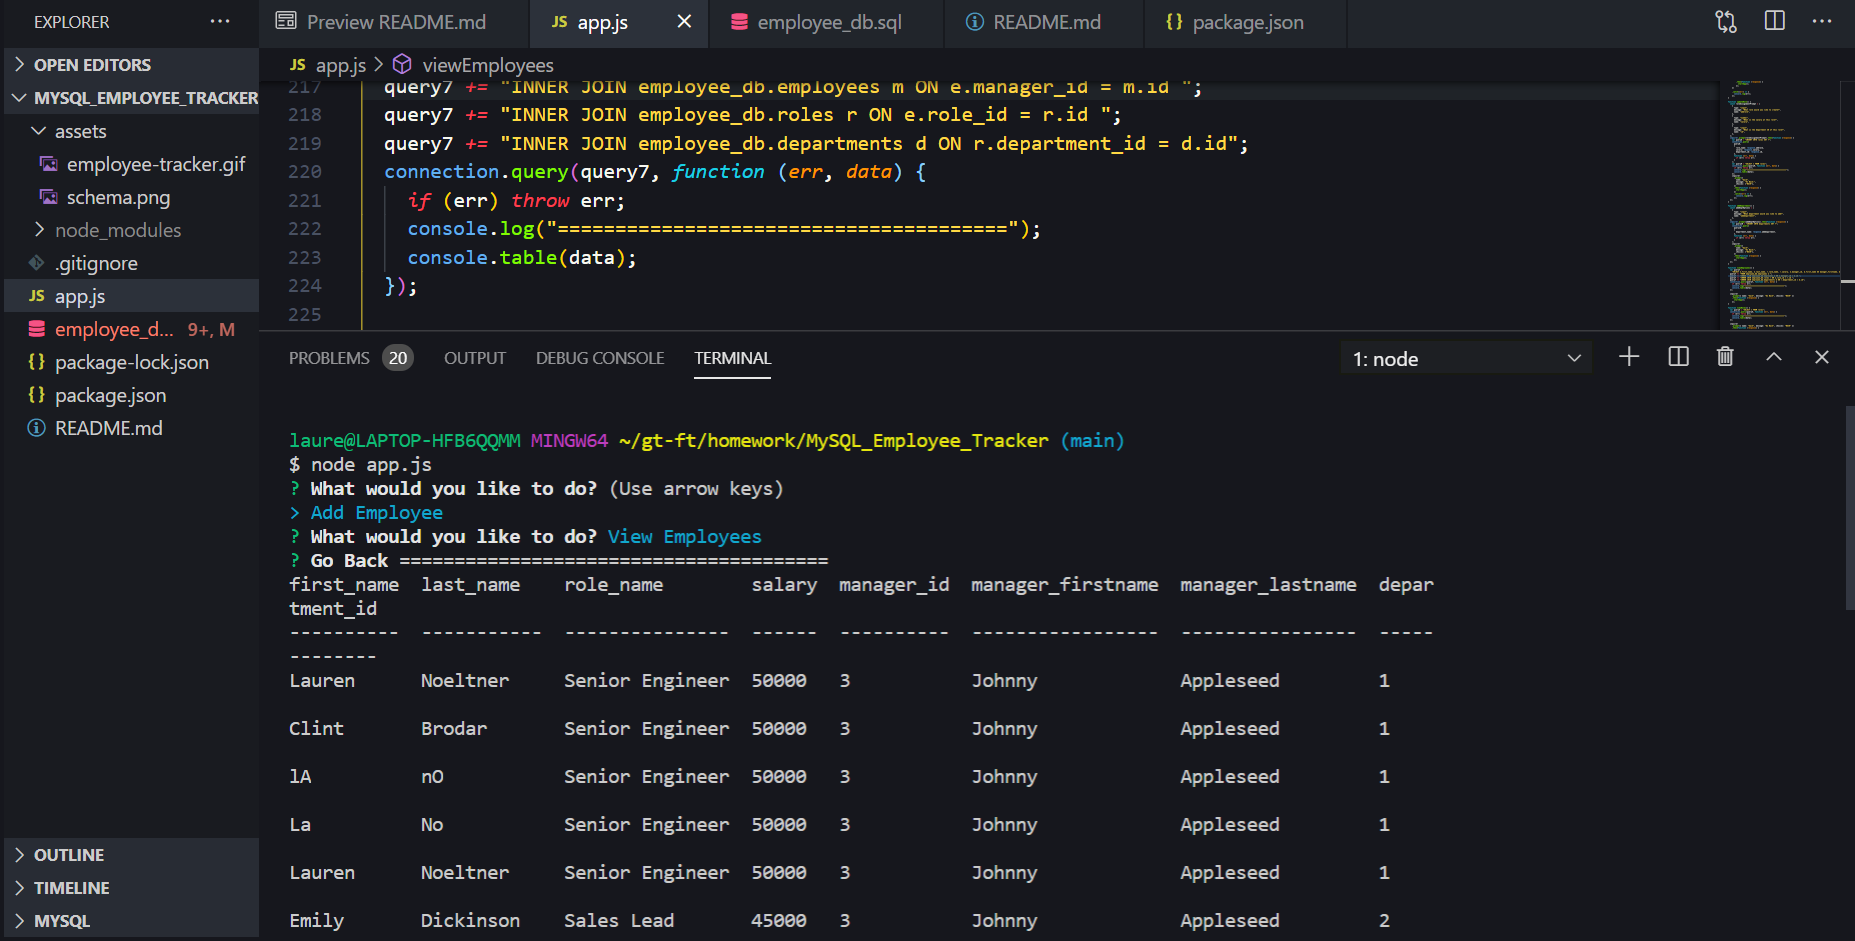 EXPLORER
OPEN EDITORS
MYSQL_EMPLOYEE_TRACKER
assets
employee-tracker.gif
schema.png
node_modules
.gitignore
JS app.js
employee_d... 9+, M
{} package-lock.json
{} package.json
README.md
OUTLINE
TIMELINE
MYSQL
Preview README.md JS app.js employee_db.sql README.md {} package.json
JS app.js > viewEmployees
217 query7 += "INNER JOIN employee_db.employees m ON e.manager_id = m.id ";
218 query7 += "INNER JOIN employee_db.roles r ON e.role_id = r.id ";
219 query7 += "INNER JOIN employee_db.departments d ON r.department_id = d.id";
220 connection.query(query7, function (err, data) {
221 if (err) throw err;
222 console.log("=======================================");
223 console.table(data);
224 });
225
PROBLEMS 20 OUTPUT DEBUG CONSOLE TERMINAL 1: node
laure@LAPTOP-HFB6QQMM MINGW64 ~/gt-ft/homework/MySQL_Employee_Tracker (main)
$ node app.js
? What would you like to do? (Use arrow keys)
> Add Employee
? What would you like to do? View Employees
? Go Back =======================================
first_name last_name role_name salary manager_id manager_firstname manager_lastname depar
tment_id
---------- ----------- --------------- ------ ---------- ----------------- ---------------- -----
--------
Lauren Noeltner Senior Engineer 50000 3 Johnny Appleseed 1
Clint Brodar Senior Engineer 50000 3 Johnny Appleseed 1
lA nO Senior Engineer 50000 3 Johnny Appleseed 1
La No Senior Engineer 50000 3 Johnny Appleseed 1
Lauren Noeltner Senior Engineer 50000 3 Johnny Appleseed 1
Emily Dickinson Sales Lead 45000 3 Johnny Appleseed 2